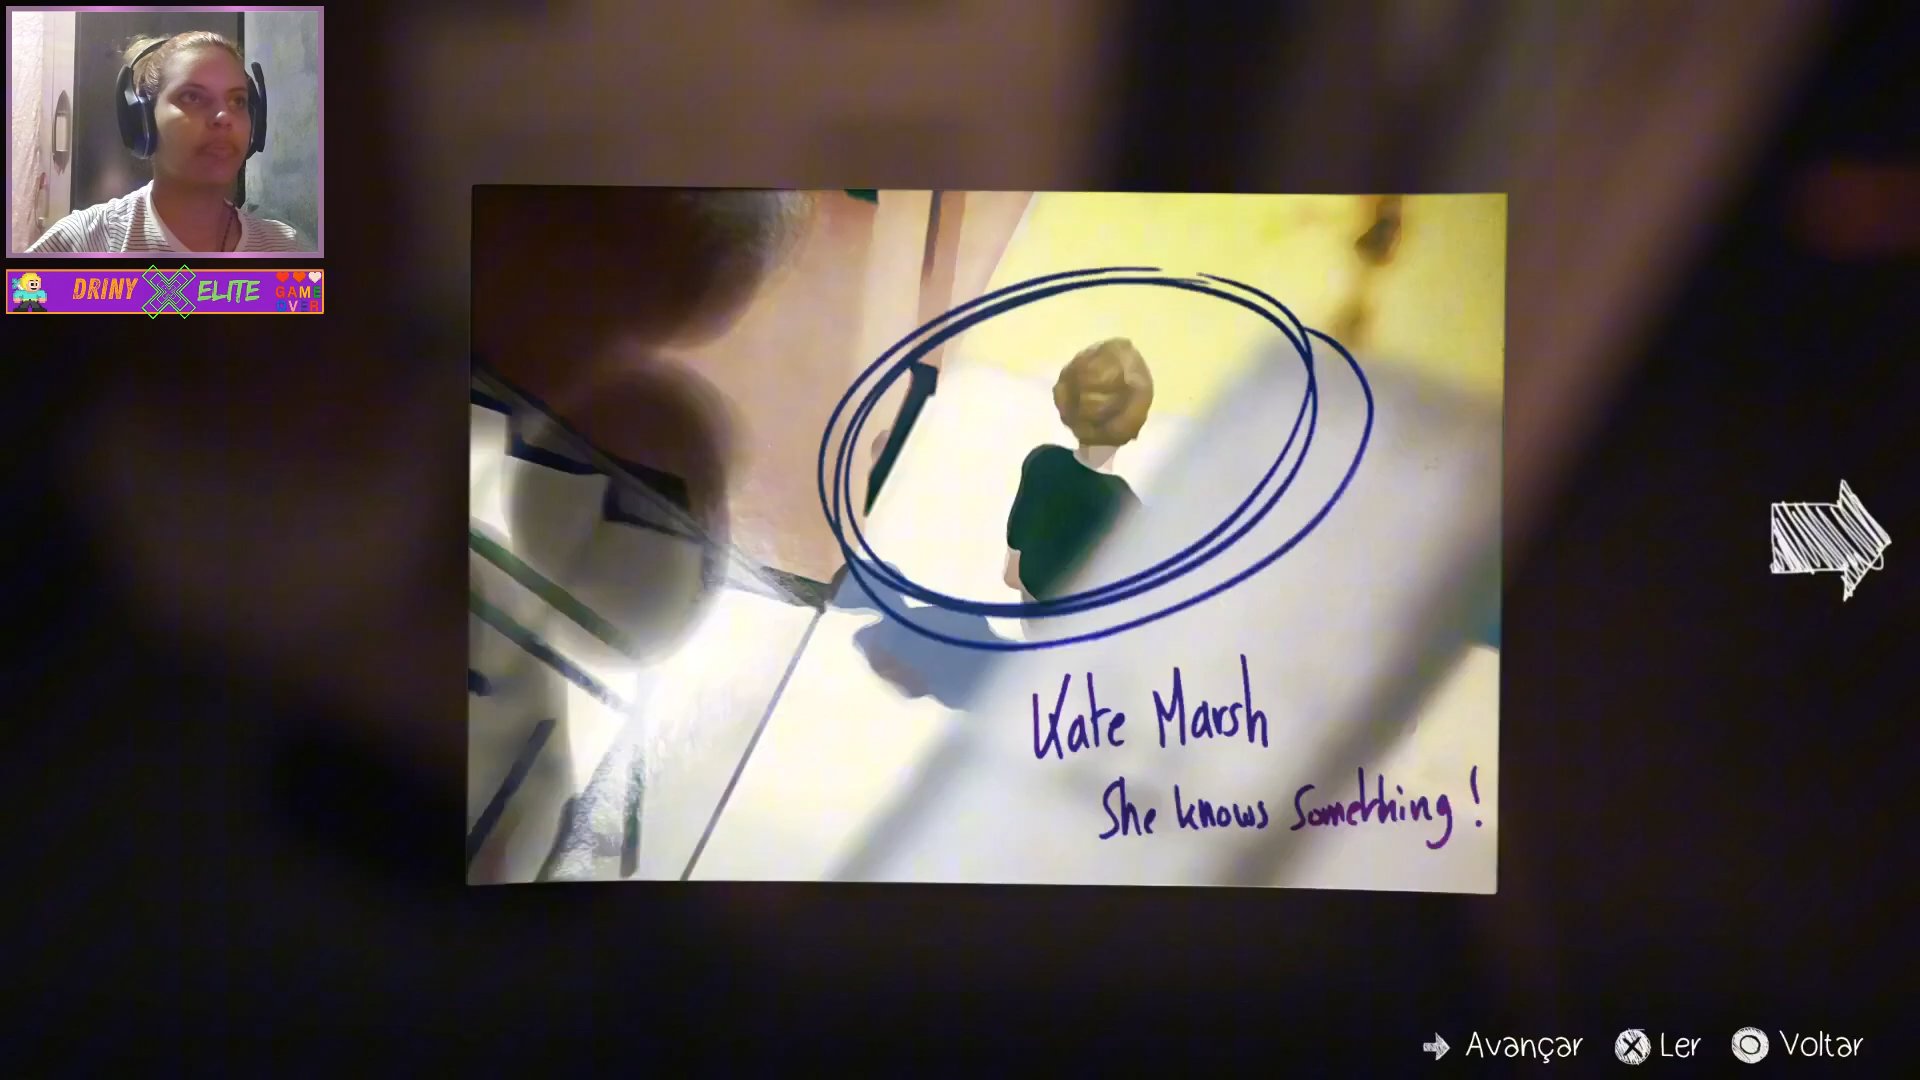 DRINY ELITE
GAME
OVER
Kate Marsh
She knows something!
Avançar Ler Voltar